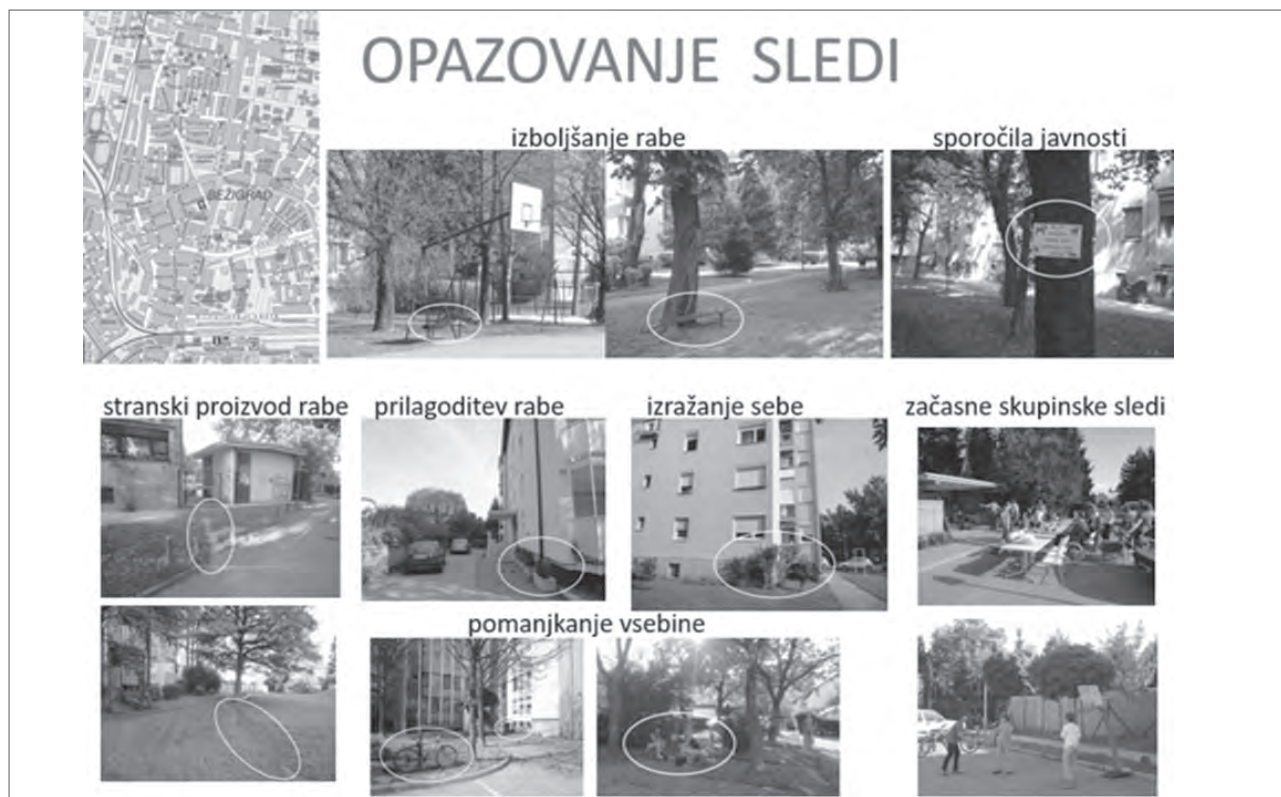 OPAZOVANJE SLEDI
izboljšanje rabe
sporočila javnosti
BEŽIGRAD
stranski proizvod rabe
prilagoditev rabe
izražanje sebe
začasne skupinske sledi
pomanjkanje vsebine